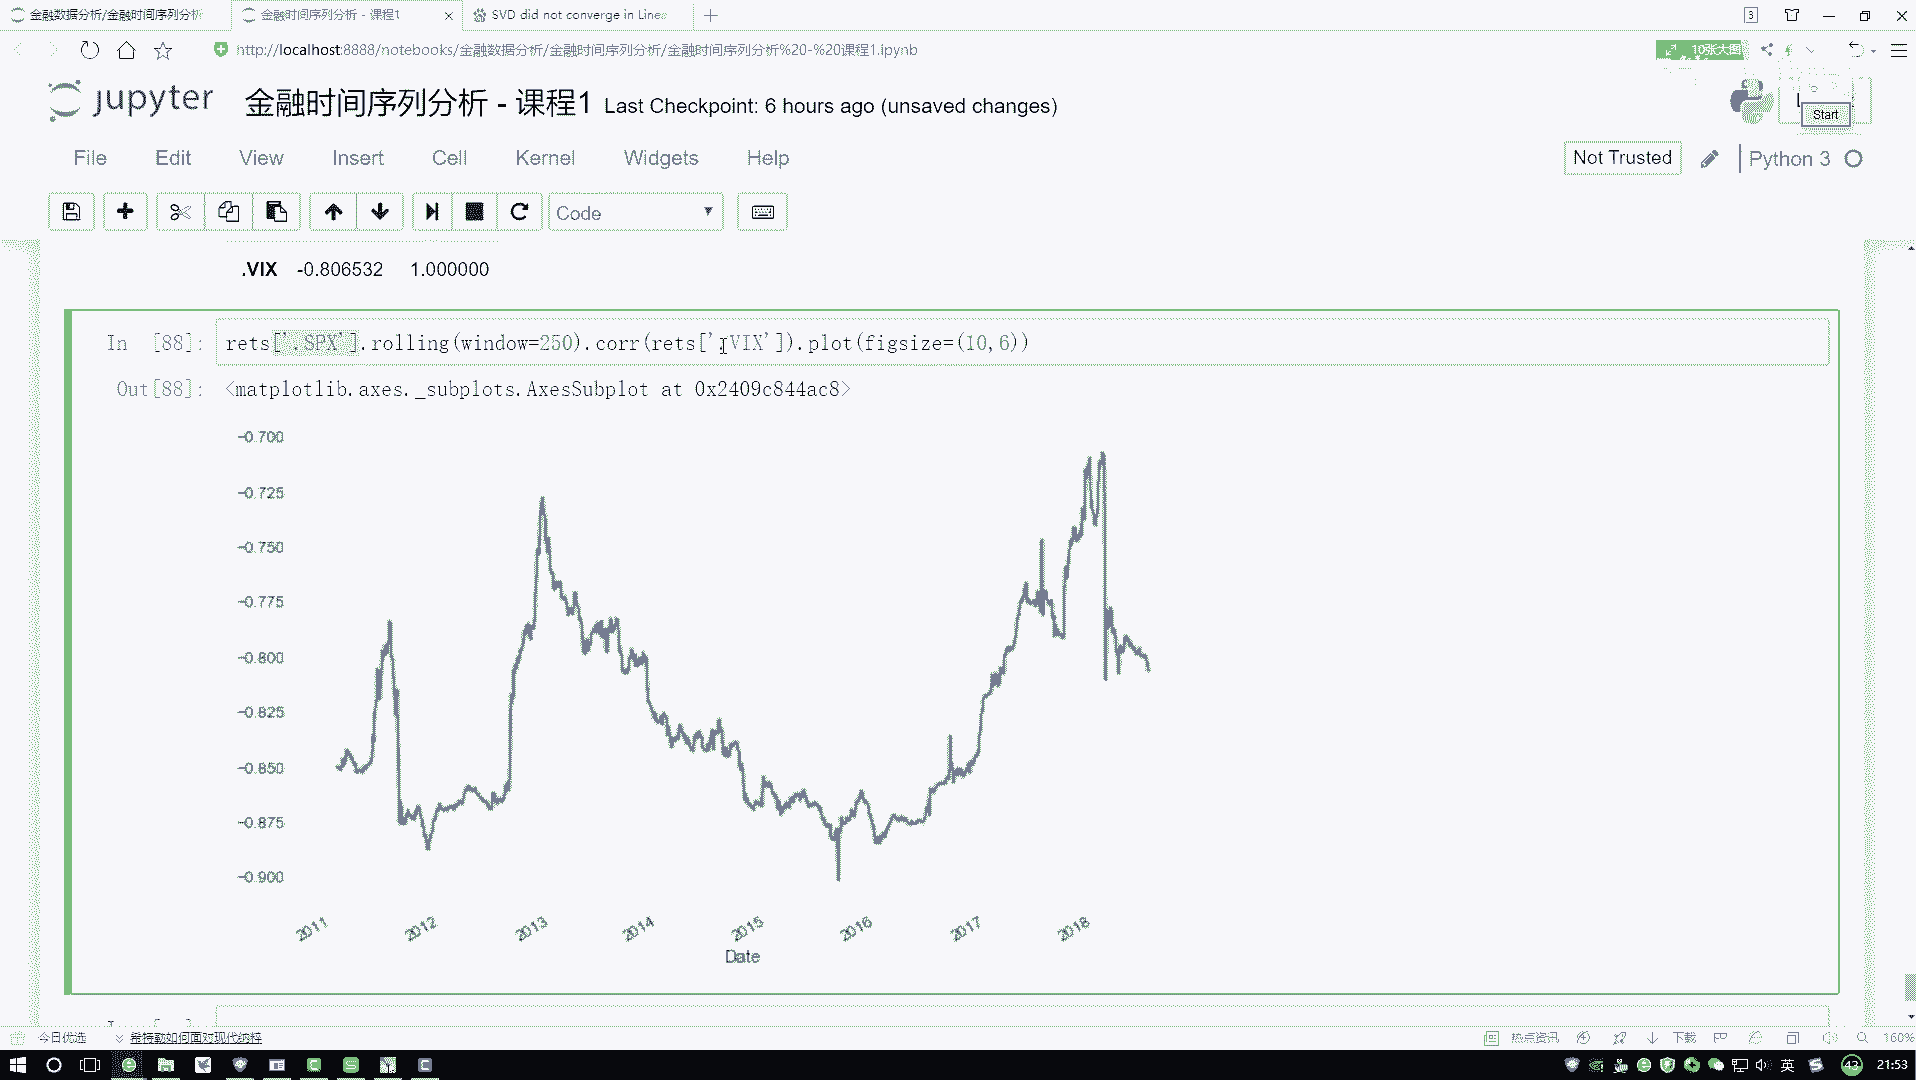 金融数据分析/金融时间序列分析
金融时间序列分析 - 课程1
SVD did not converge in Linea
3
http://localhost:8888/notebooks/金融数据分析/金融时间序列分析/金融时间序列分析%20-%20课程1.ipynb
10张大图
jupyter
金融时间序列分析 - 课程1
Last Checkpoint: 6 hours ago (unsaved changes)
Start
File Edit View Insert Cell Kernel Widgets Help
Not Trusted
Python 3
Code
.VIX -0.806532 1.000000
In [88]: rets['.SPX'].rolling(window=250).corr(rets['.VIX']).plot(figsize=(10,6))
Out[88]: <matplotlib.axes._subplots.AxesSubplot at 0x2409c844ac8>
−0.700
−0.725
−0.750
−0.775
−0.800
−0.825
−0.850
−0.875
−0.900
2011 2012 2013 2014 2015 2016 2017 2018
Date
今日优选
希特勒如何面对现代纳粹
热点资讯
下载
160%
英
43
21:53